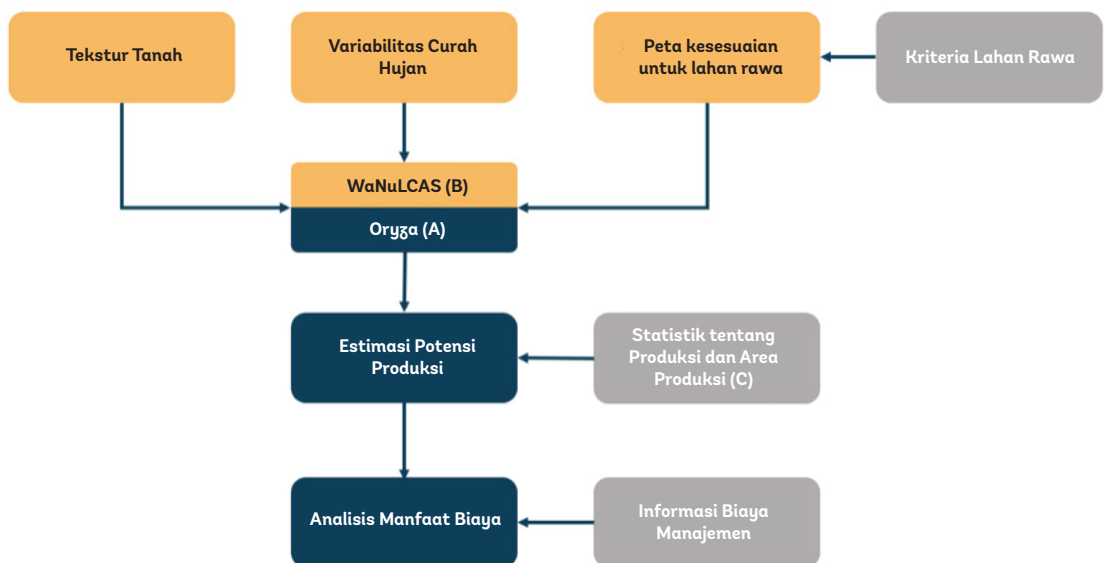 Tekstur Tanah
Variabilitas Curah
Hujan
Peta kesesuaian
untuk lahan rawa
Kriteria Lahan Rawa
WaNuLCAS (B)
Oryza (A)
Estimasi Potensi
Produksi
Statistik tentang
Produksi dan Area
Produksi (C)
Analisis Manfaat Biaya
Informasi Biaya
Manajemen